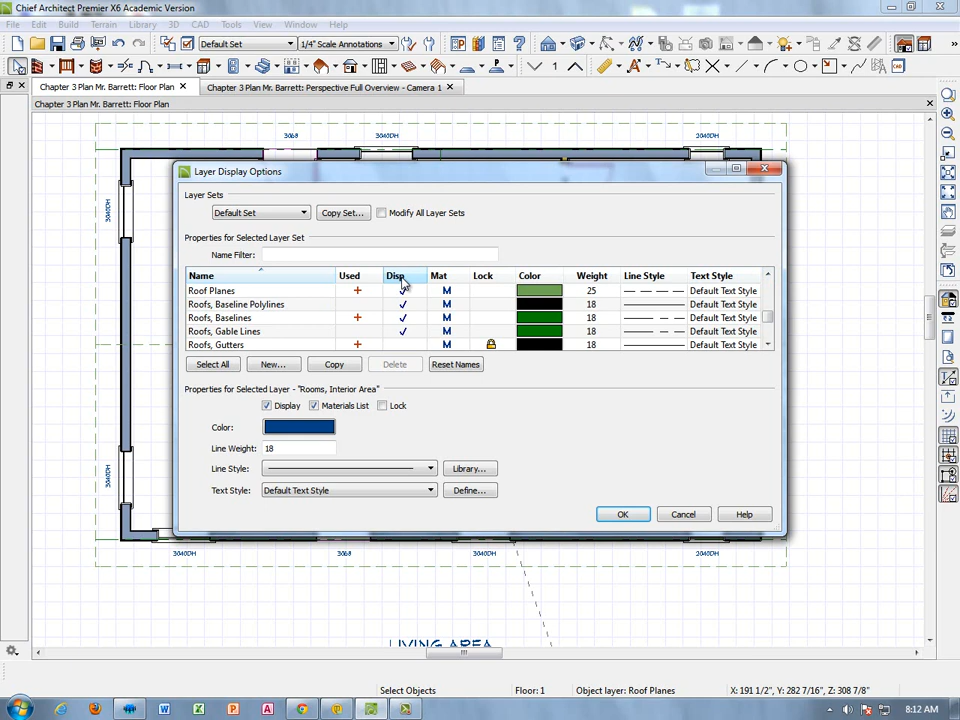 Chief Architect Premier X6 Academic Version
File Edit Build Terrain Library 3D CAD Tools View Window Help
Default Set 1/4" Scale Annotations
Chapter 3 Plan Mr. Barrett: Floor Plan Chapter 3 Plan Mr. Barrett: Perspective Full Overview - Camera 1
Chapter 3 Plan Mr. Barrett: Floor Plan
3068 3040DH 2040DH
Layer Display Options
Layer Sets
Default Set Copy Set... Modify All Layer Sets
Properties for Selected Layer Set
Name Filter:
Name Used Disp Mat Lock Color Weight Line Style Text Style
Roof Planes M 25 Default Text Style
Roofs, Baseline Polylines M 18 Default Text Style
Roofs, Baselines M 18 Default Text Style
Roofs, Gable Lines M 18 Default Text Style
Roofs, Gutters M 18 Default Text Style
Select All New... Copy Delete Reset Names
Properties for Selected Layer - "Rooms, Interior Area"
Display Materials List Lock
Color:
Line Weight: 18
Line Style: Library...
Text Style: Default Text Style Define...
OK Cancel Help
3040DH
3040DH
3040DH 3068 3040DH 2040DH
LIVING AREA
Select Objects Floor: 1 Object layer: Roof Planes X: 191 1/2", Y: 282 7/16", Z: 308 7/8"
8:12 AM